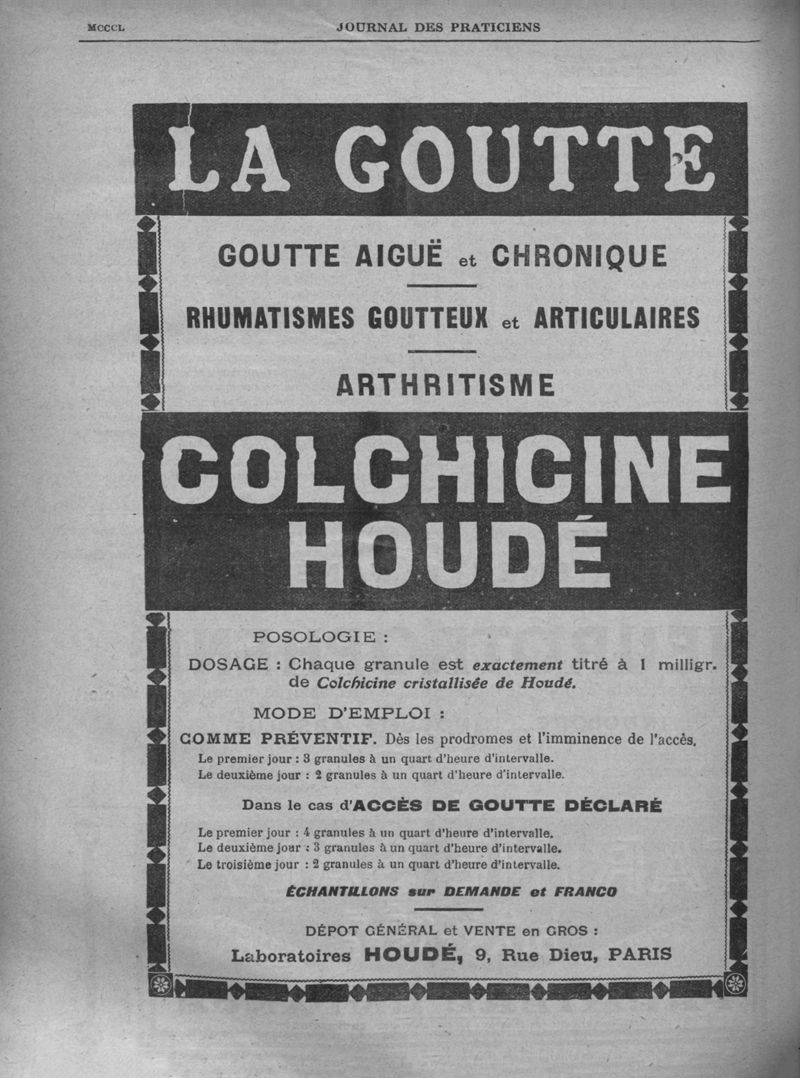 MCCCL
JOURNAL DES PRATICIENS
LA GOUTTE
GOUTTE AIGUË et CHRONIQUE
RHUMATISMES GOUTTEUX et ARTICULAIRES
ARTHRITISME
COLCHICINE
HOUDÉ
POSOLOGIE :
DOSAGE : Chaque granule est exactement titré à 1 milligr.
de Colchicine cristallisée de Houdé.
MODE D'EMPLOI :
COMME PRÉVENTIF. Dès les prodromes et l'imminence de l'accès.
Le premier jour : 3 granules à un quart d'heure d'intervalle.
Le deuxième jour : 2 granules à un quart d'heure d'intervalle.
Dans le cas d'ACCÈS DE GOUTTE DÉCLARÉ
Le premier jour : 4 granules à un quart d'heure d'intervalle.
Le deuxième jour : 3 granules à un quart d'heure d'intervalle.
Le troisième jour : 2 granules à un quart d'heure d'intervalle.
ÉCHANTILLONS sur DEMANDE et FRANCO
DÉPOT GÉNÉRAL et VENTE en GROS :
Laboratoires HOUDÉ, 9, Rue Dieu, PARIS